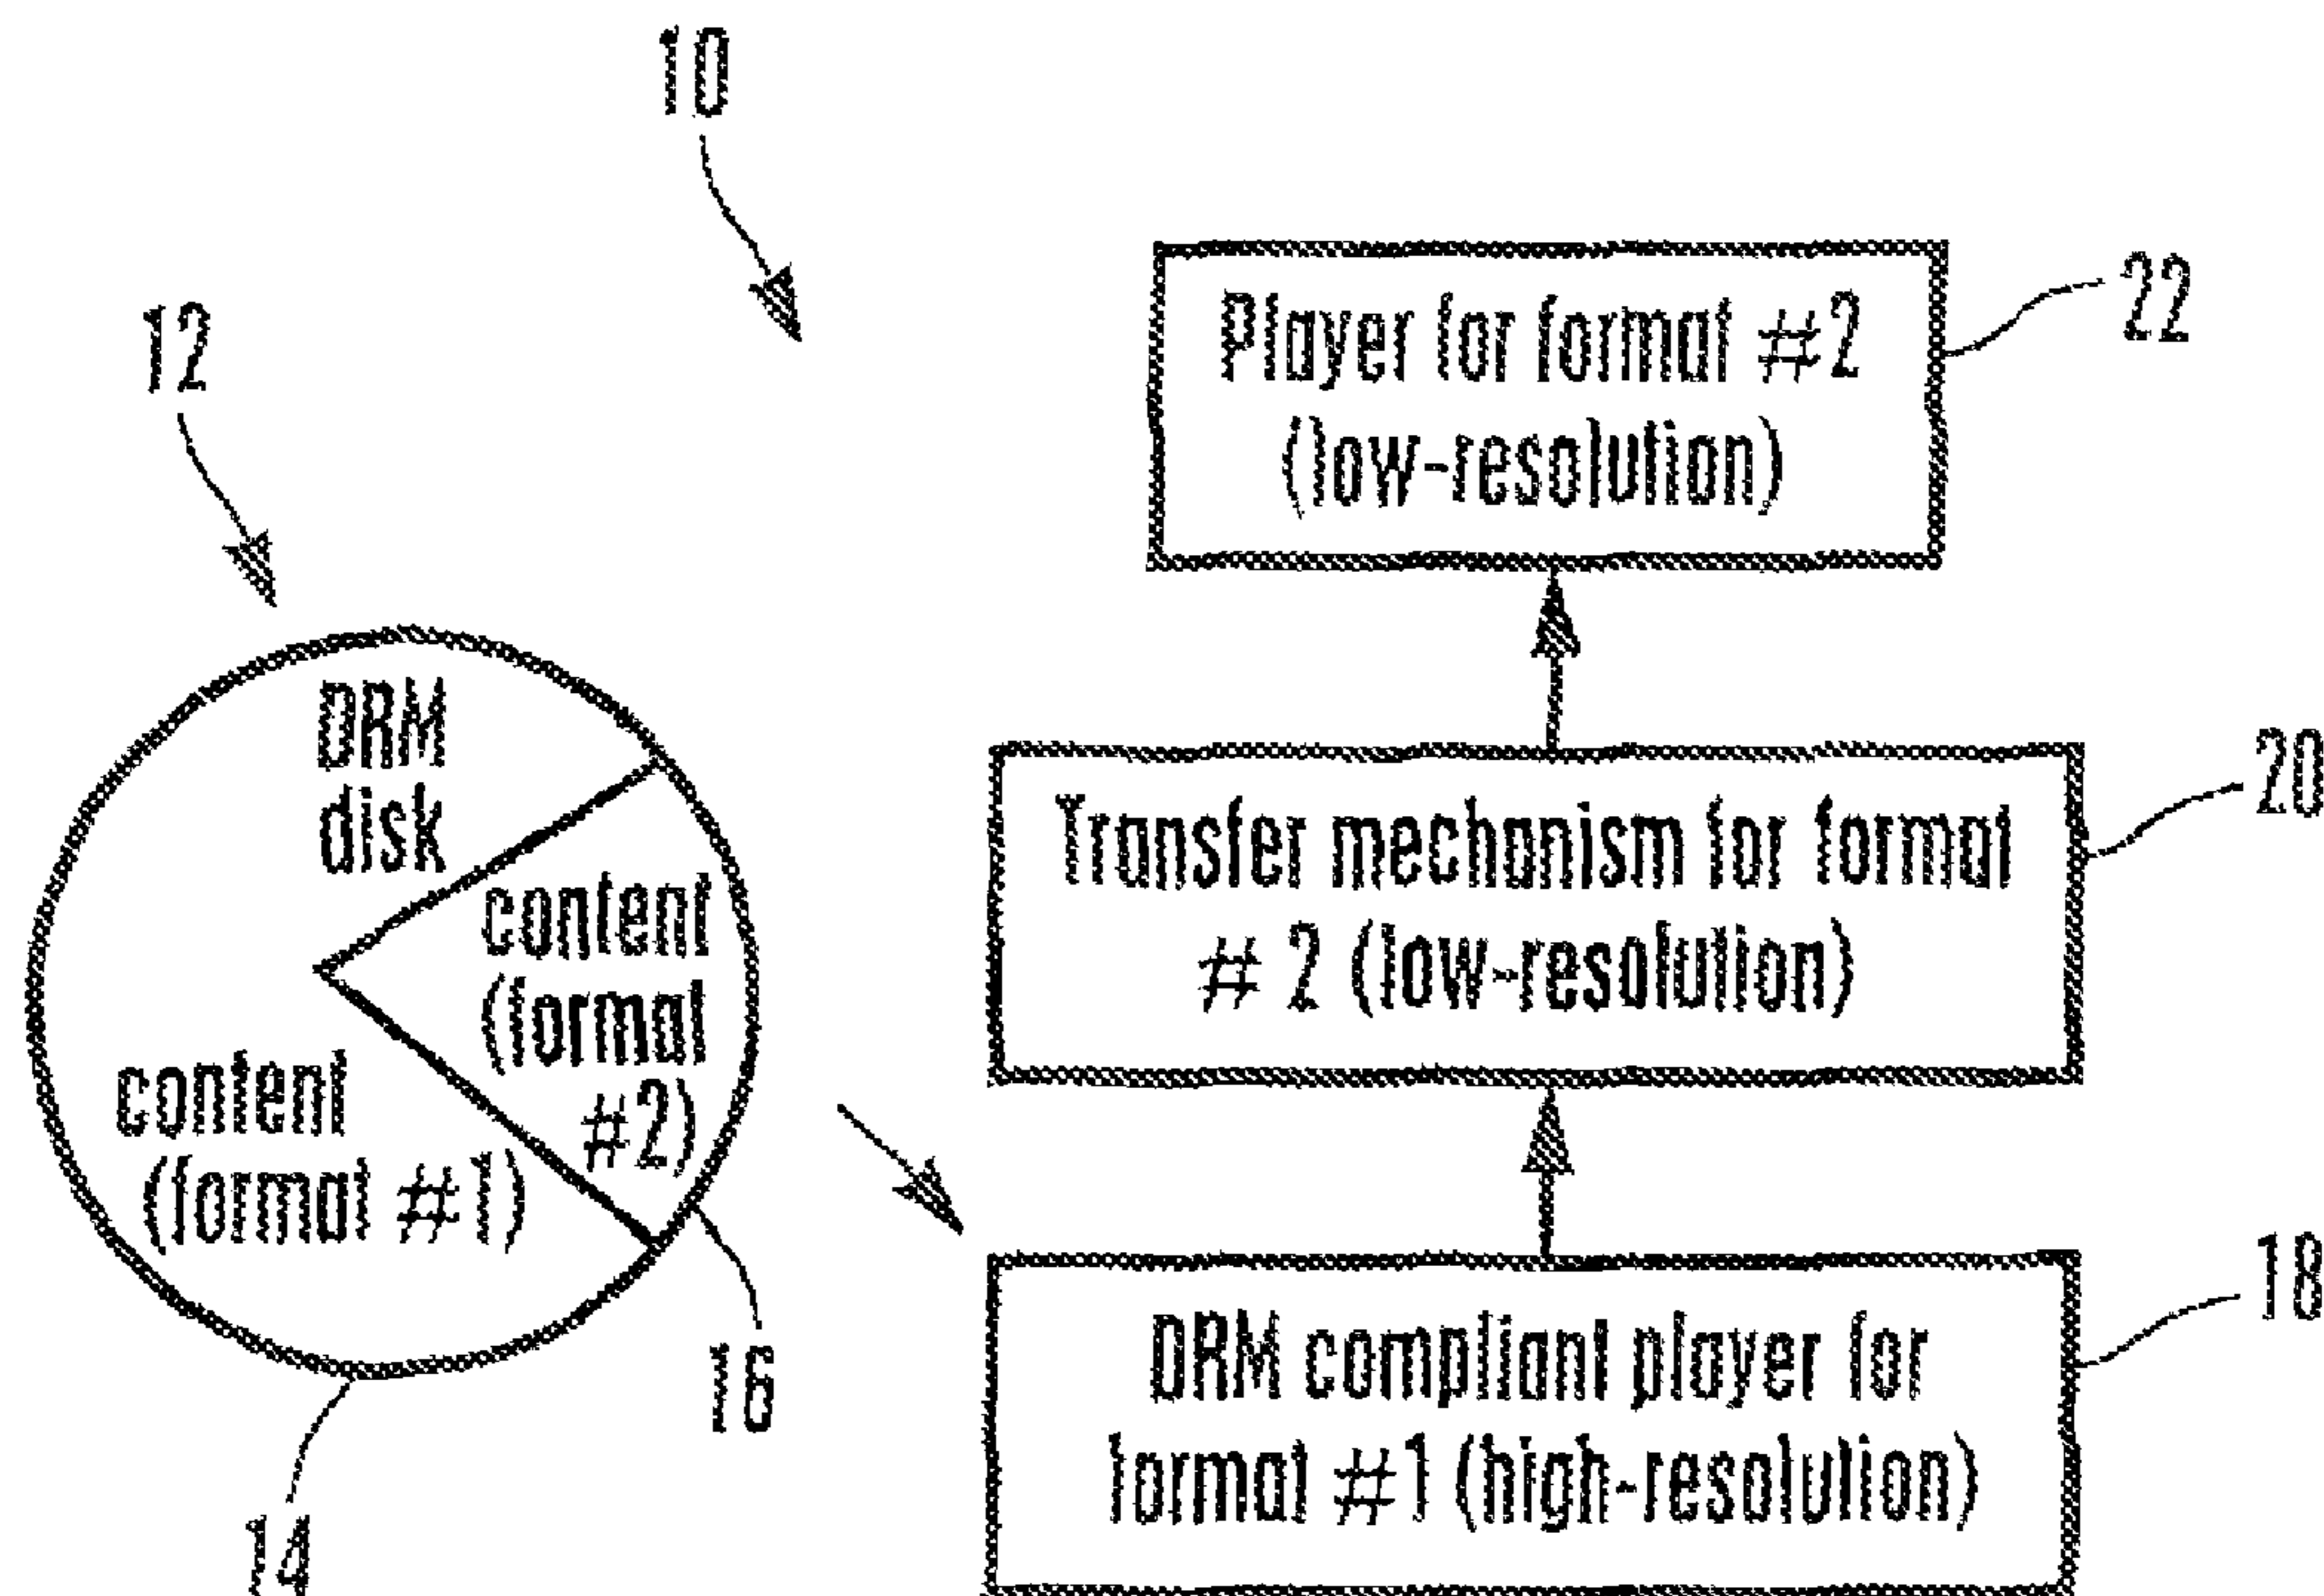 10
12
DRM
disk
content
(format
#2)
content
(format #1)
16
14
Player for format #2
(low-resolution)
22
Transfer mechanism for format
# 2 (low-resolution)
20
DRM compliant player for
format #1 (high-resolution)
18